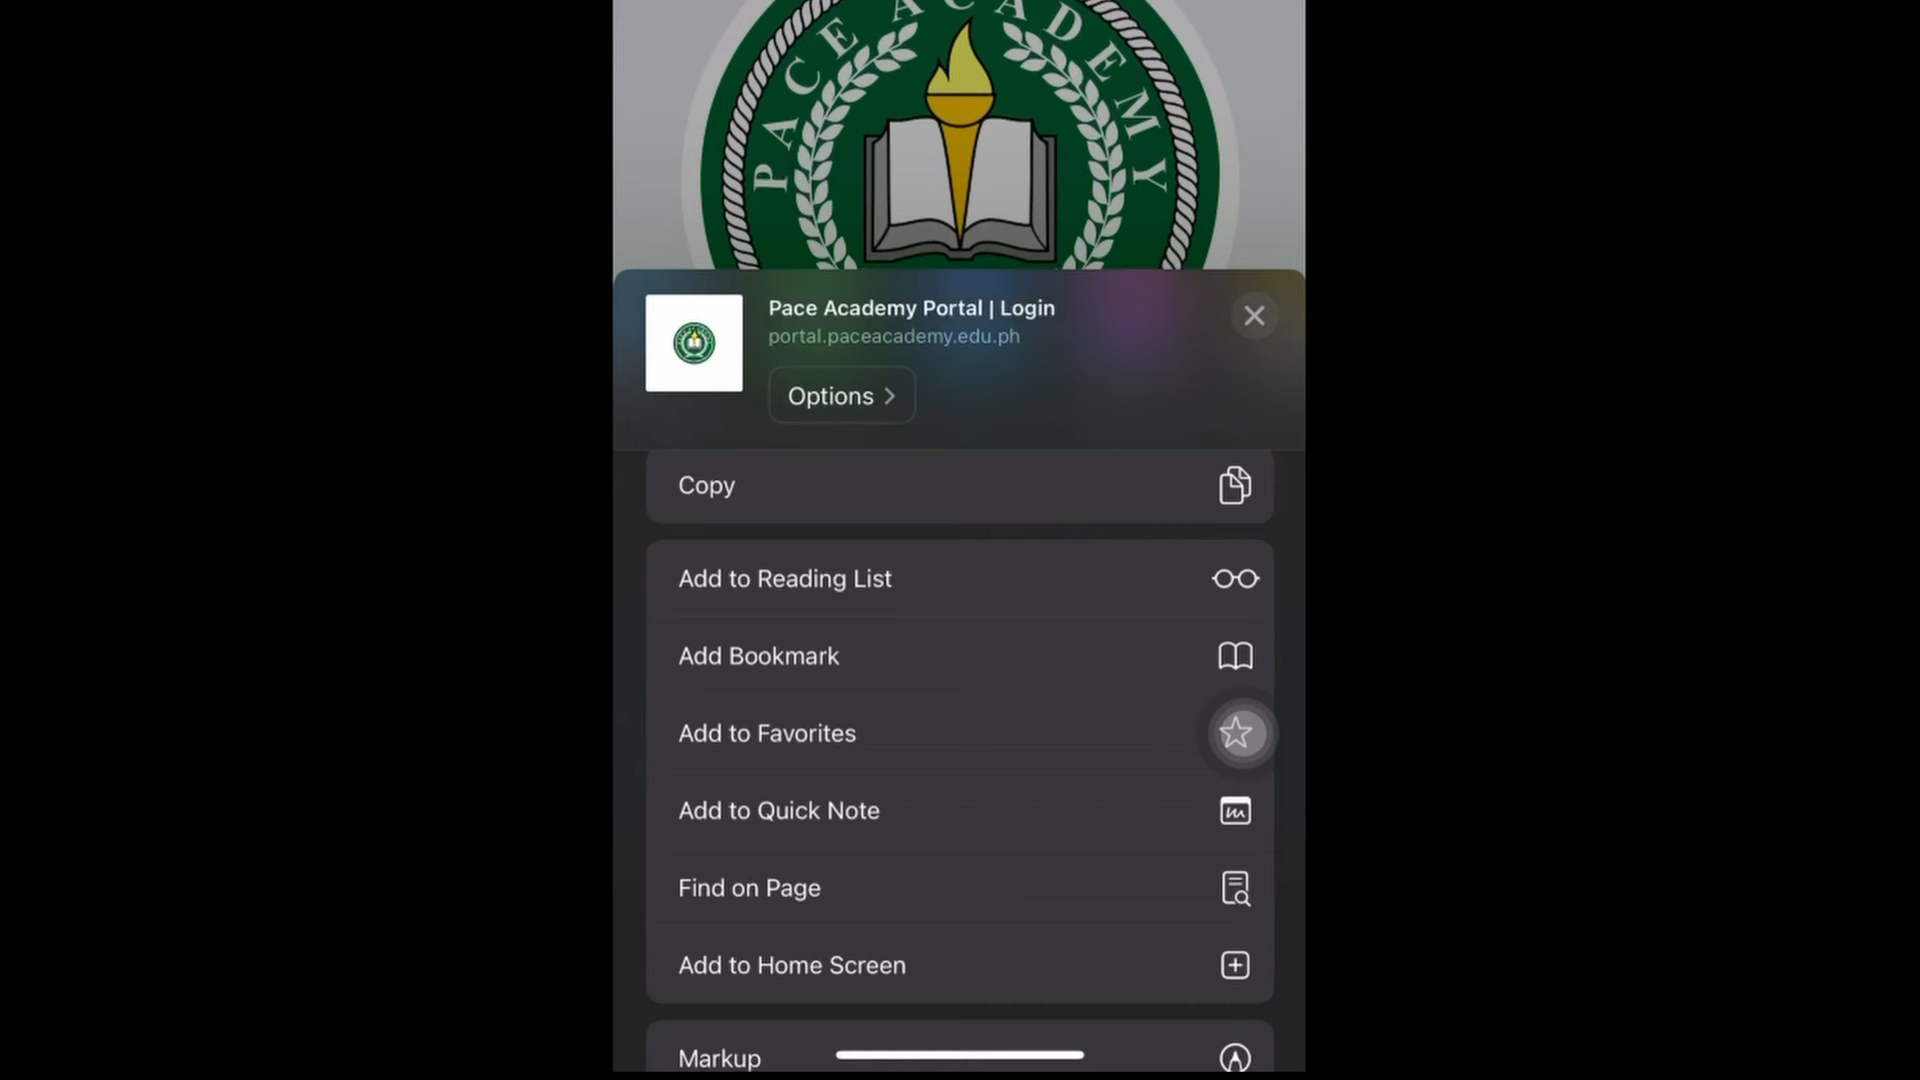 PACE ACADEMY
Pace Academy Portal | Login
portal.paceacademy.edu.ph
Options
Copy
Add to Reading List
Add Bookmark
Add to Favorites
Add to Quick Note
Find on Page
Add to Home Screen
Markup